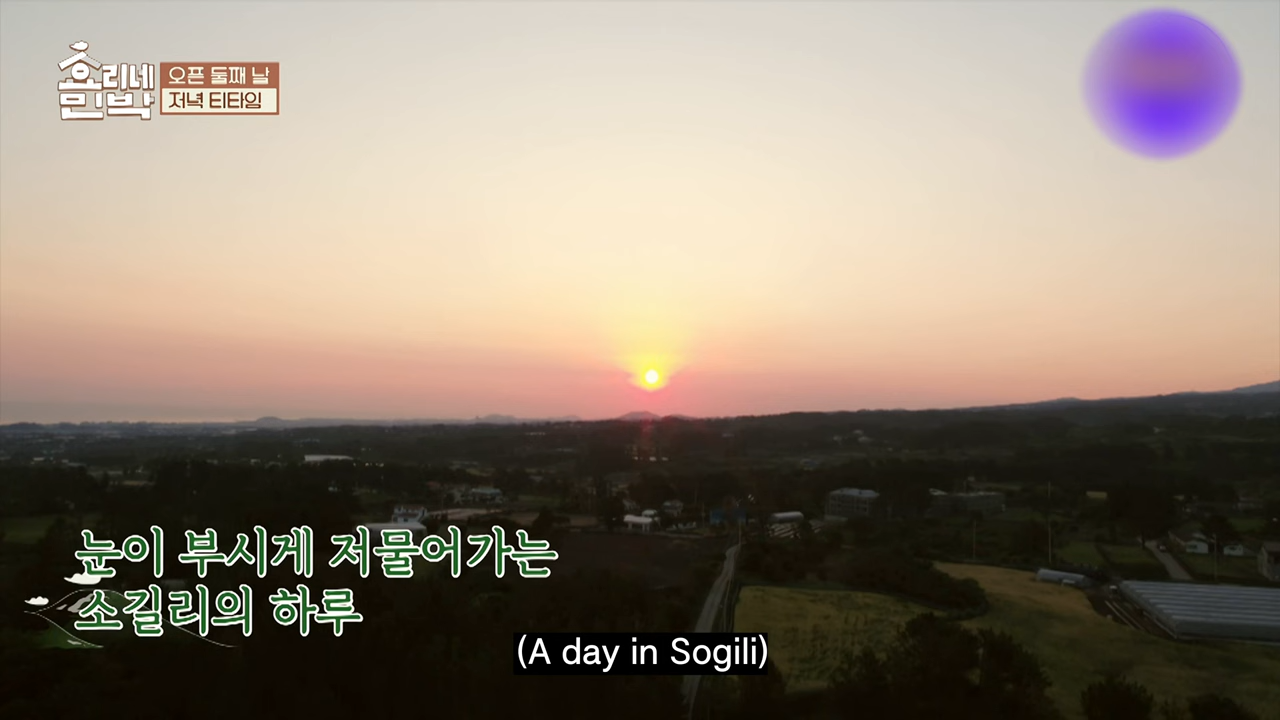 효리네
민박
오픈 둘째 날
저녁 티타임
눈이 부시게 저물어가는
소길리의 하루
(A day in Sogili)